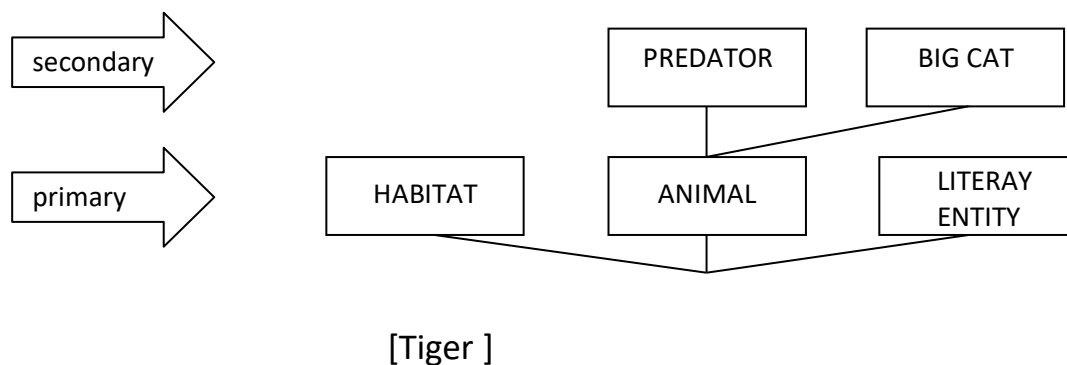 secondary
PREDATOR
BIG CAT
primary
HABITAT
ANIMAL
LITERAY
ENTITY
[Tiger ]